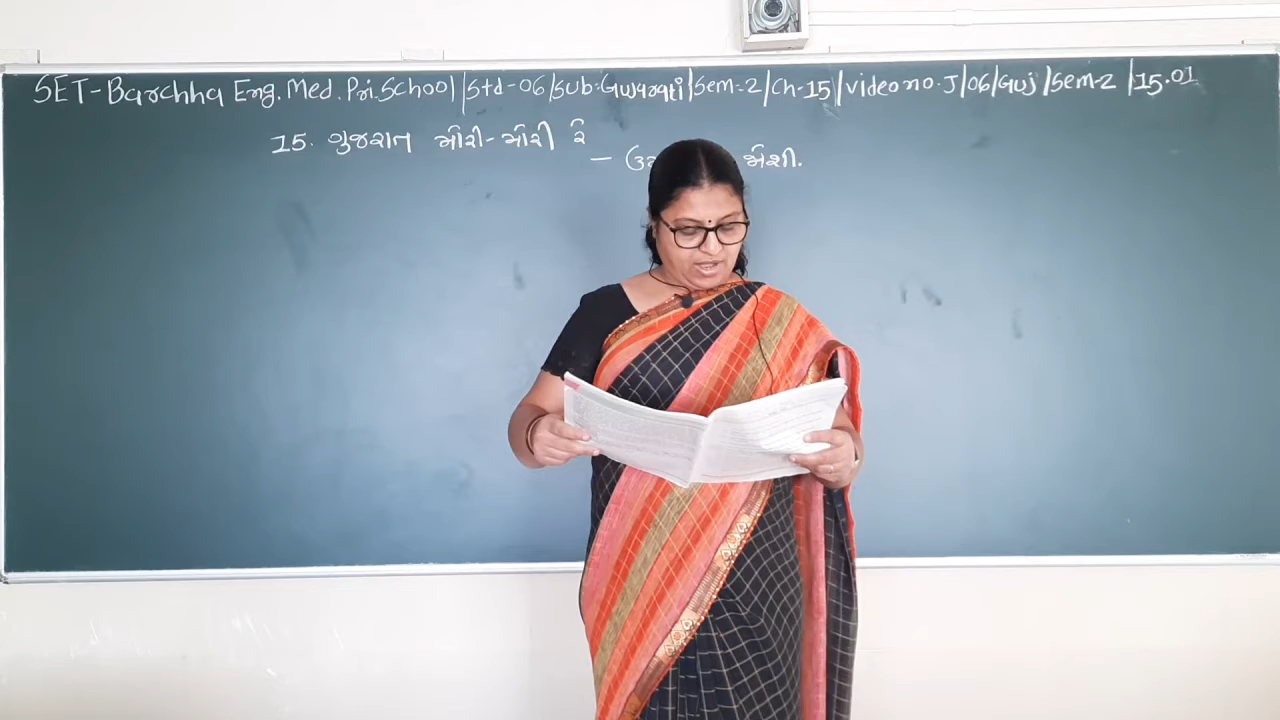 SET-Barchha Eng. Med. Pri. School | Std-06 | Sub: Gujarati | Sem-2 | Ch-15 | video no. J | 06 | Guj | Sem-2 | 15.01
15. ગુજરાત મોરી-મોરી રે